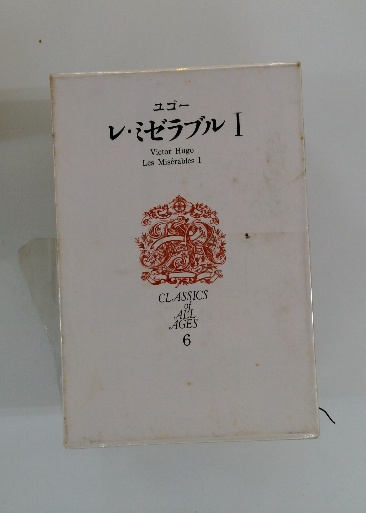 ユゴー
レ・ミゼラブル I
Victor Hugo
Les Misérables I
CLASSICS
of
ALL
AGES
6